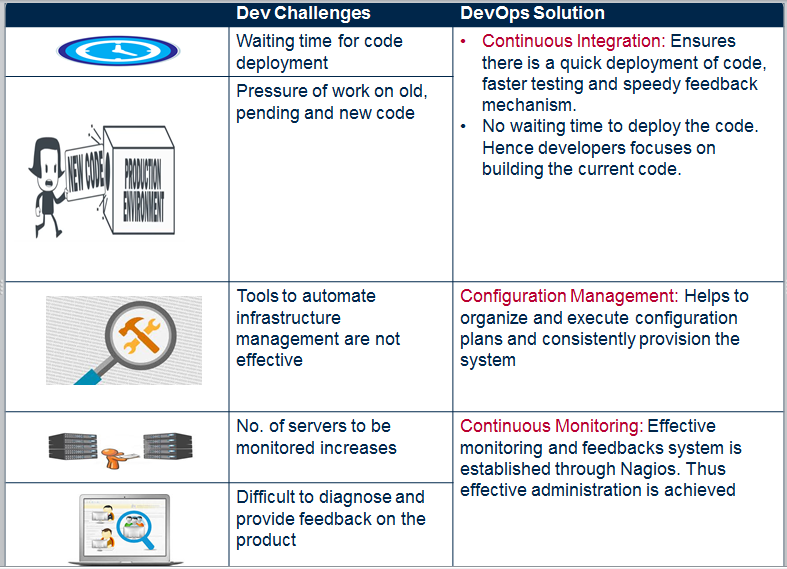 Dev Challenges
DevOps Solution
Waiting time for code
deployment
Pressure of work on old,
pending and new code
NEW CODE
PRODUCTION
ENVIRONMENT
• Continuous Integration: Ensures
there is a quick deployment of code,
faster testing and speedy feedback
mechanism.
• No waiting time to deploy the code.
Hence developers focuses on
building the current code.
Tools to automate
infrastructure
management are not
effective
Configuration Management: Helps to
organize and execute configuration
plans and consistently provision the
system
No. of servers to be
monitored increases
Continuous Monitoring: Effective
monitoring and feedbacks system is
established through Nagios. Thus
effective administration is achieved
Difficult to diagnose and
provide feedback on the
product